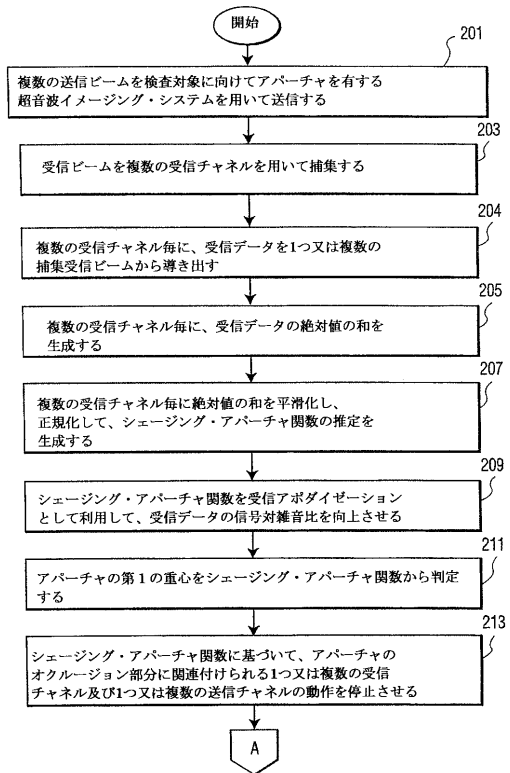 開始
201
複数の送信ビームを検査対象に向けてアパーチャを有する
超音波イメージング・システムを用いて送信する
203
受信ビームを複数の受信チャネルを用いて捕集する
204
複数の受信チャネル毎に、受信データを1つ又は複数の
捕集受信ビームから導き出す
205
複数の受信チャネル毎に、受信データの絶対値の和を
生成する
207
複数の受信チャネル毎に絶対値の和を平滑化し、
正規化して、シェージング・アパーチャ関数の推定を
生成する
209
シェージング・アパーチャ関数を受信アポダイゼーション
として利用して、受信データの信号対雑音比を向上させる
211
アパーチャの第1の重心をシェージング・アパーチャ関数から判定
する
213
シェージング・アパーチャ関数に基づいて、アパーチャの
オクルージョン部分に関連付けられる1つ又は複数の受信
チャネル及び1つ又は複数の送信チャネルの動作を停止させる
A